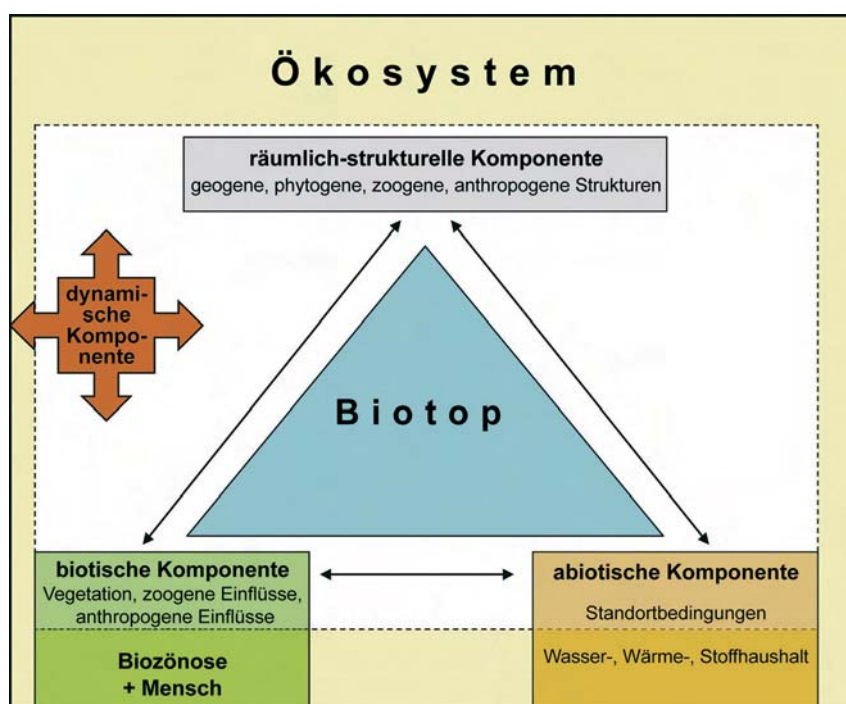 Ökosystem
räumlich-strukturelle Komponente
geogene, phytogene, zoogene, anthropogene Strukturen
dynami-
sche
Kompo-
nente
Biotop
biotische Komponente
Vegetation, zoogene Einflüsse,
anthropogene Einflüsse
Biozönose
+ Mensch
abiotische Komponente
Standortbedingungen
Wasser-, Wärme-, Stoffhaushalt